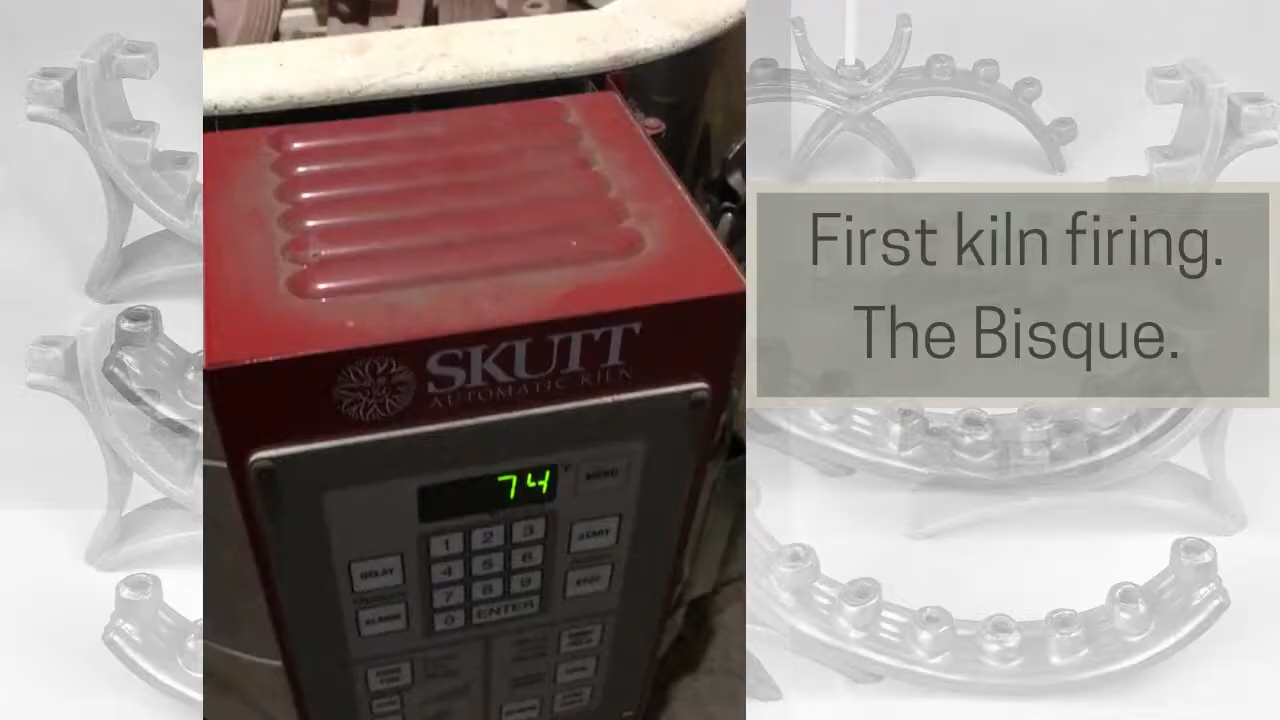 First kiln firing.
The Bisque.
SKUTT
AUTOMATIC KILN
74
°F
MENU
1 2 3
START
4 5 6
DELAY
7 8 9
STOP
ALARM
0 ENTER